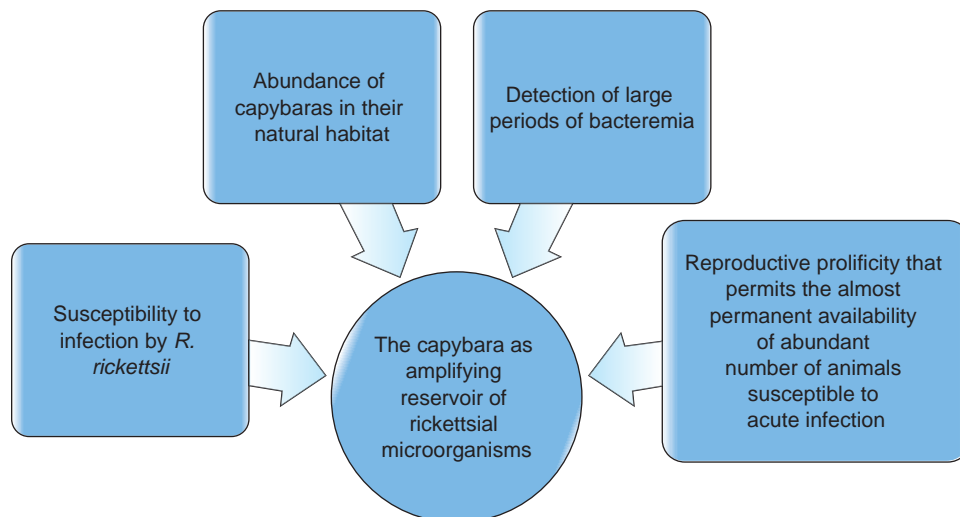 Abundance of
capybaras in their
natural habitat
Detection of large
periods of bacteremia
Susceptibility to
infection by R.
rickettsii
Reproductive prolificity that
permits the almost
permanent availability
of abundant
number of animals
susceptible to
acute infection
The capybara as
amplifying
reservoir of
rickettsial
microorganisms